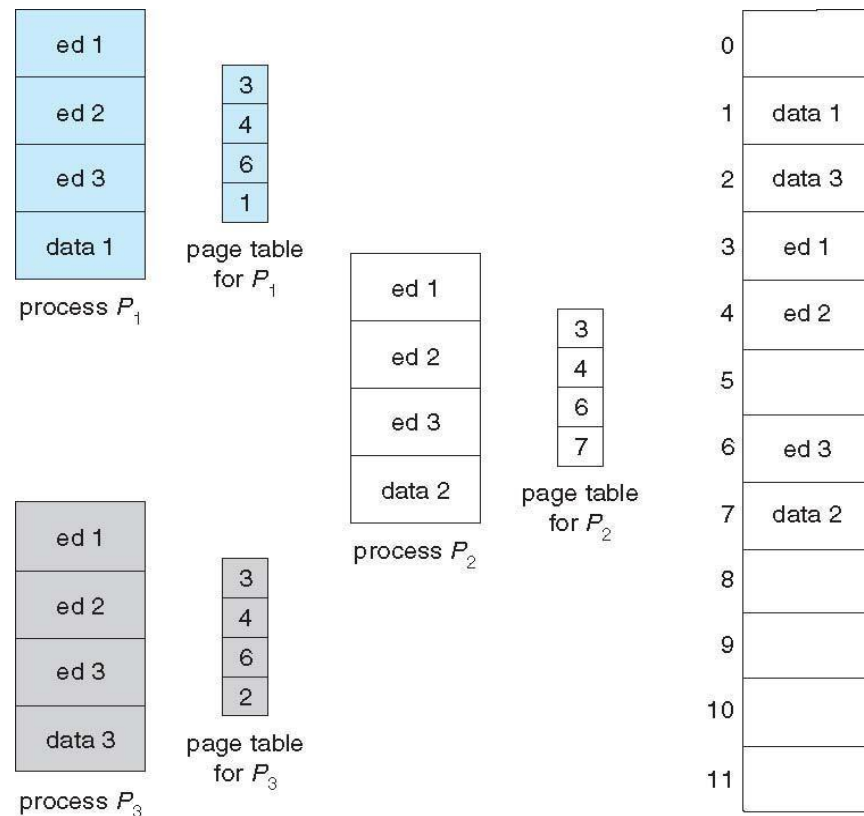 ed 1
ed 2
ed 3
data 1
process P1
3
4
6
1
page table
for P1
ed 1
ed 2
ed 3
data 2
process P2
3
4
6
7
page table
for P2
ed 1
ed 2
ed 3
data 3
process P3
3
4
6
2
page table
for P3
0
1 data 1
2 data 3
3 ed 1
4 ed 2
5
6 ed 3
7 data 2
8
9
10
11